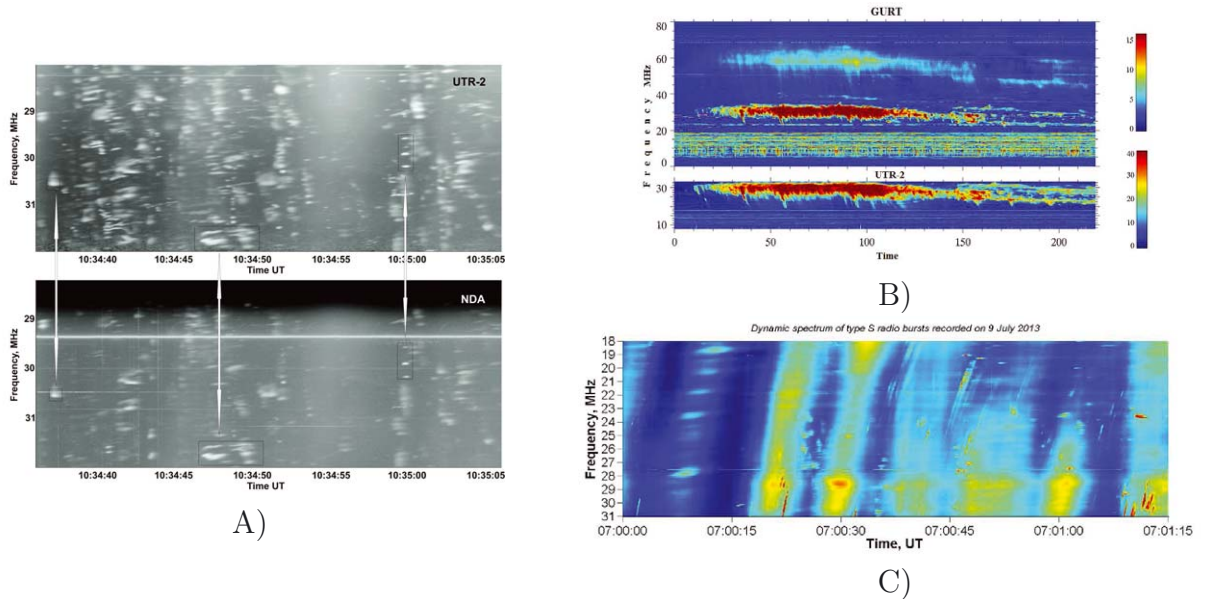 UTR-2
Frequency, MHz
29
30
31
10:34:40 10:34:45 10:34:50 10:34:55 10:35:00 10:35:05
Time UT
NDA
Frequency, MHz
29
30
31
10:34:40 10:34:45 10:34:50 10:34:55 10:35:00 10:35:05
Time UT
A)
GURT
Frequency MHz
80
60
40
20
0
15
10
5
0
UTR-2
30
20
10
40
30
20
10
0
0 50 100 150 200
Time
B)
Dynamic spectrum of type S radio bursts recorded on 9 July 2013
Frequency, MHz
18
19
20
21
22
23
24
25
26
27
28
29
30
31
07:00:00 07:00:15 07:00:30 07:00:45 07:01:00 07:01:15
Time, UT
C)